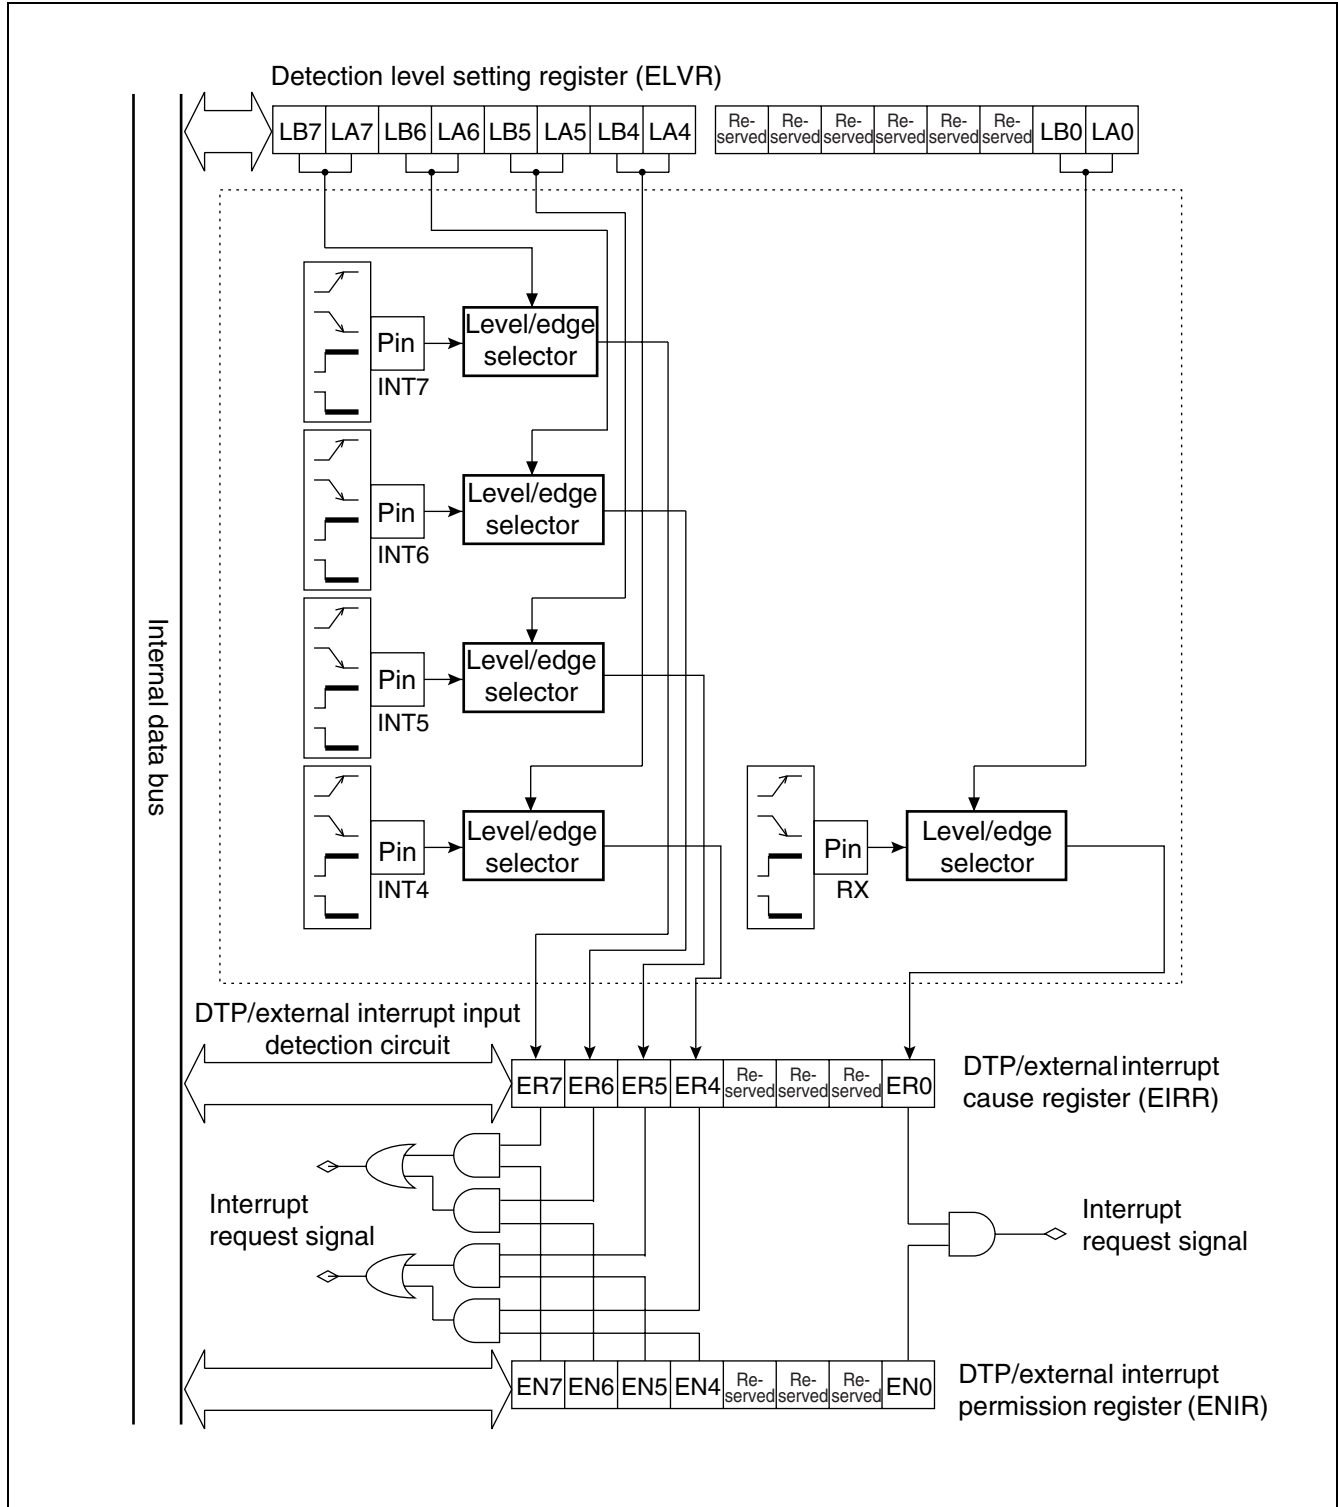 Detection level setting register (ELVR)
LB7 LA7 LB6 LA6 LB5 LA5 LB4 LA4 Re-served Re-served Re-served Re-served Re-served Re-served LB0 LA0
Level/edge
selector
Pin
INT7
Level/edge
selector
Pin
INT6
Level/edge
selector
Pin
INT5
Level/edge
selector
Pin
INT4
Level/edge
selector
Pin
RX
Internal data bus
DTP/external interrupt input
detection circuit
ER7 ER6 ER5 ER4 Re-served Re-served Re-served ER0
DTP/external interrupt
cause register (EIRR)
Interrupt
request signal
Interrupt
request signal
EN7 EN6 EN5 EN4 Re-served Re-served Re-served EN0
DTP/external interrupt
permission register (ENIR)